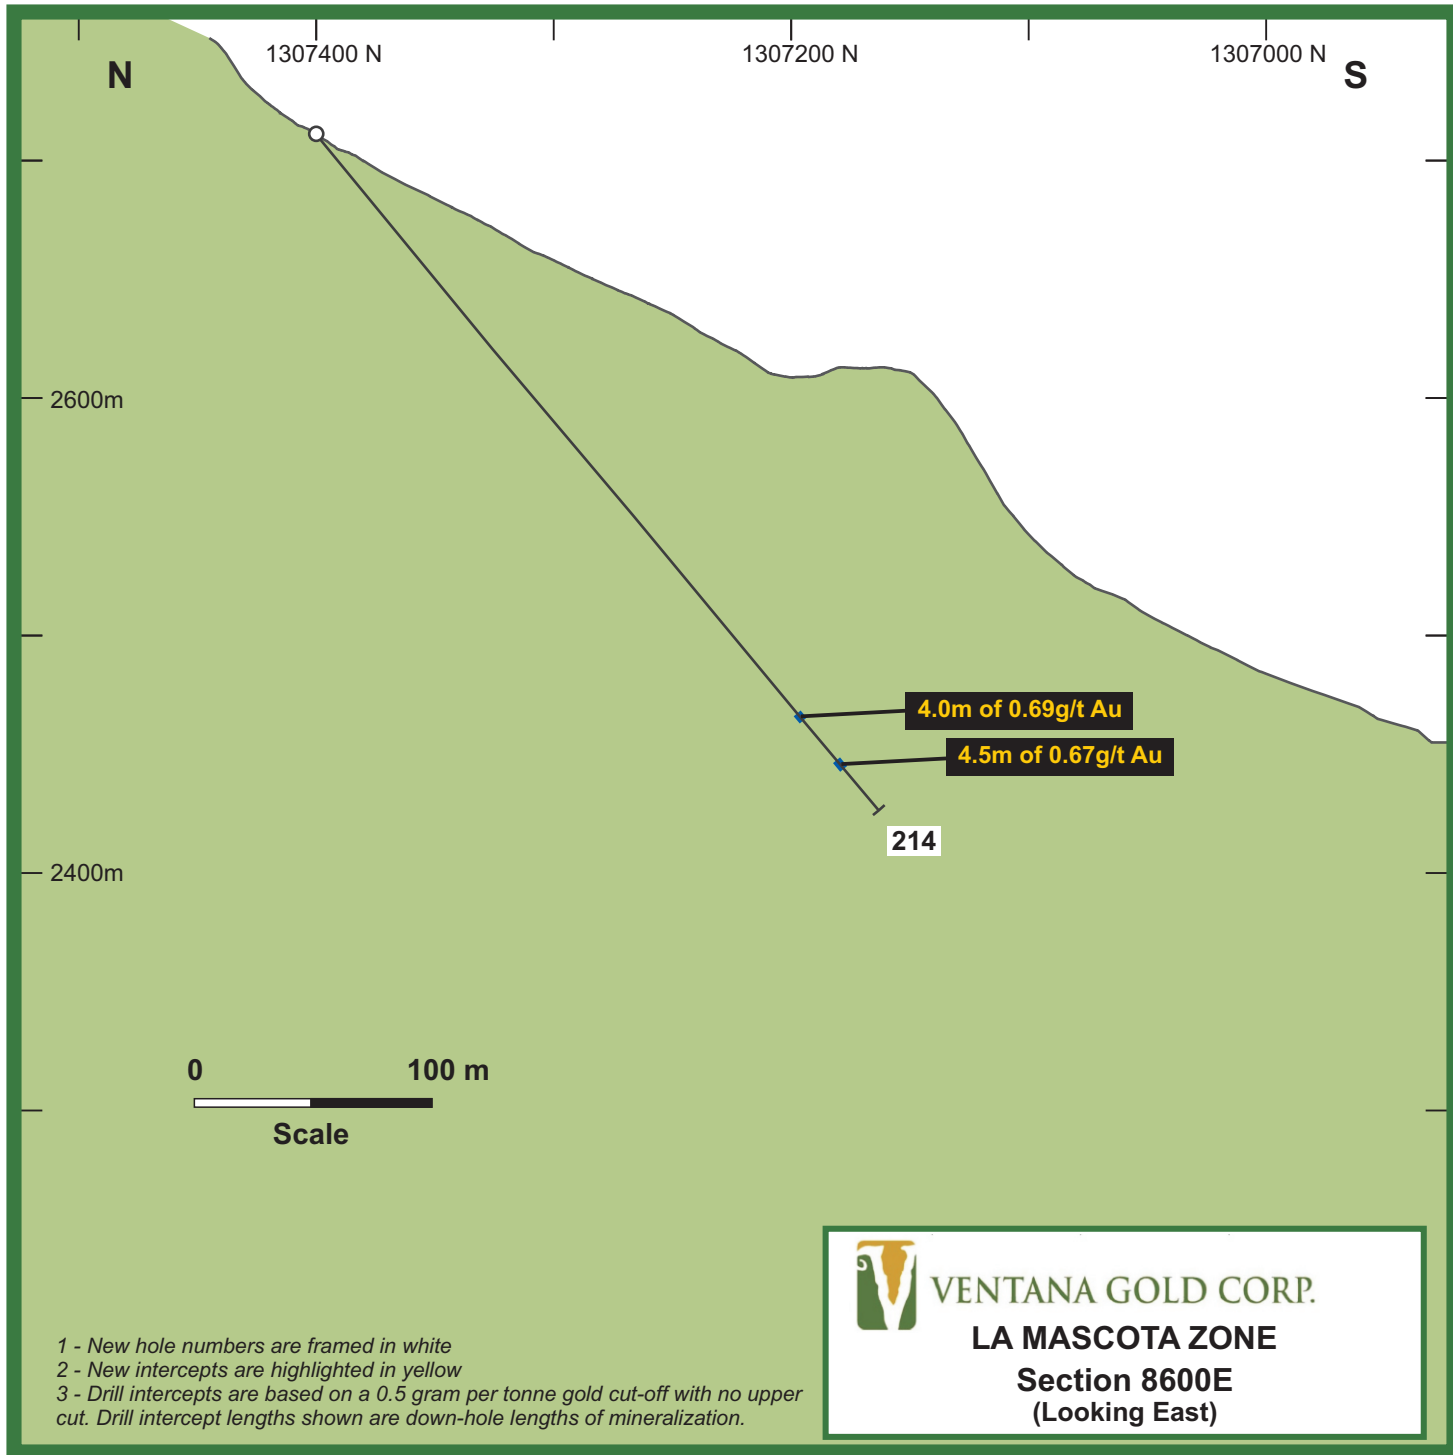 1307400 N
1307200 N
1307000 N
N
S
2600m
4.0m of 0.69g/t Au
4.5m of 0.67g/t Au
214
2400m
0
100 m
Scale
VENTANA GOLD CORP.
LA MASCOTA ZONE
Section 8600E
(Looking East)
1 - New hole numbers are framed in white
2 - New intercepts are highlighted in yellow
3 - Drill intercepts are based on a 0.5 gram per tonne gold cut-off with no upper
cut. Drill intercept lengths shown are down-hole lengths of mineralization.